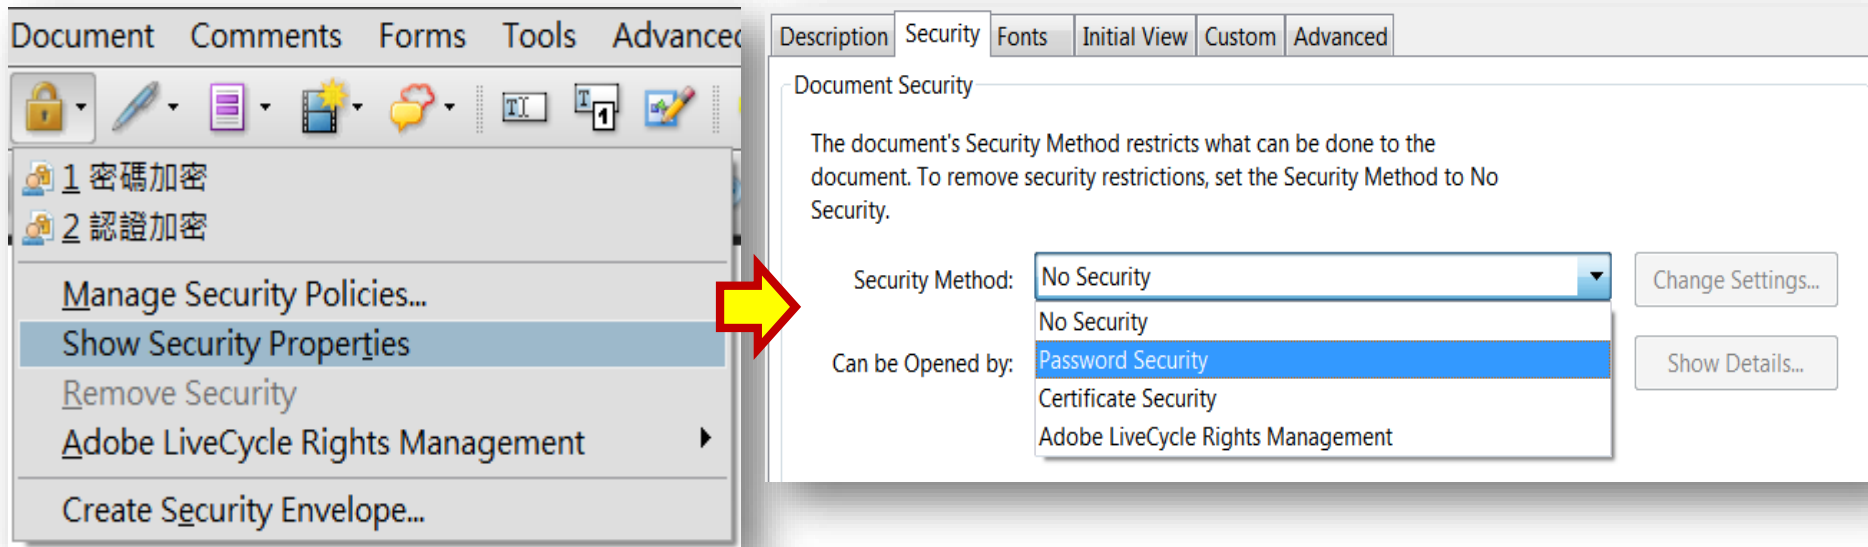 Document Comments Forms Tools Advanced
1 密碼加密
2 認證加密
Manage Security Policies...
Show Security Properties
Remove Security
Adobe LiveCycle Rights Management
Create Security Envelope...
Description Security Fonts Initial View Custom Advanced
Document Security
The document's Security Method restricts what can be done to the
document. To remove security restrictions, set the Security Method to No
Security.
Security Method: No Security Change Settings...
No Security
Can be Opened by: Password Security Show Details...
Certificate Security
Adobe LiveCycle Rights Management